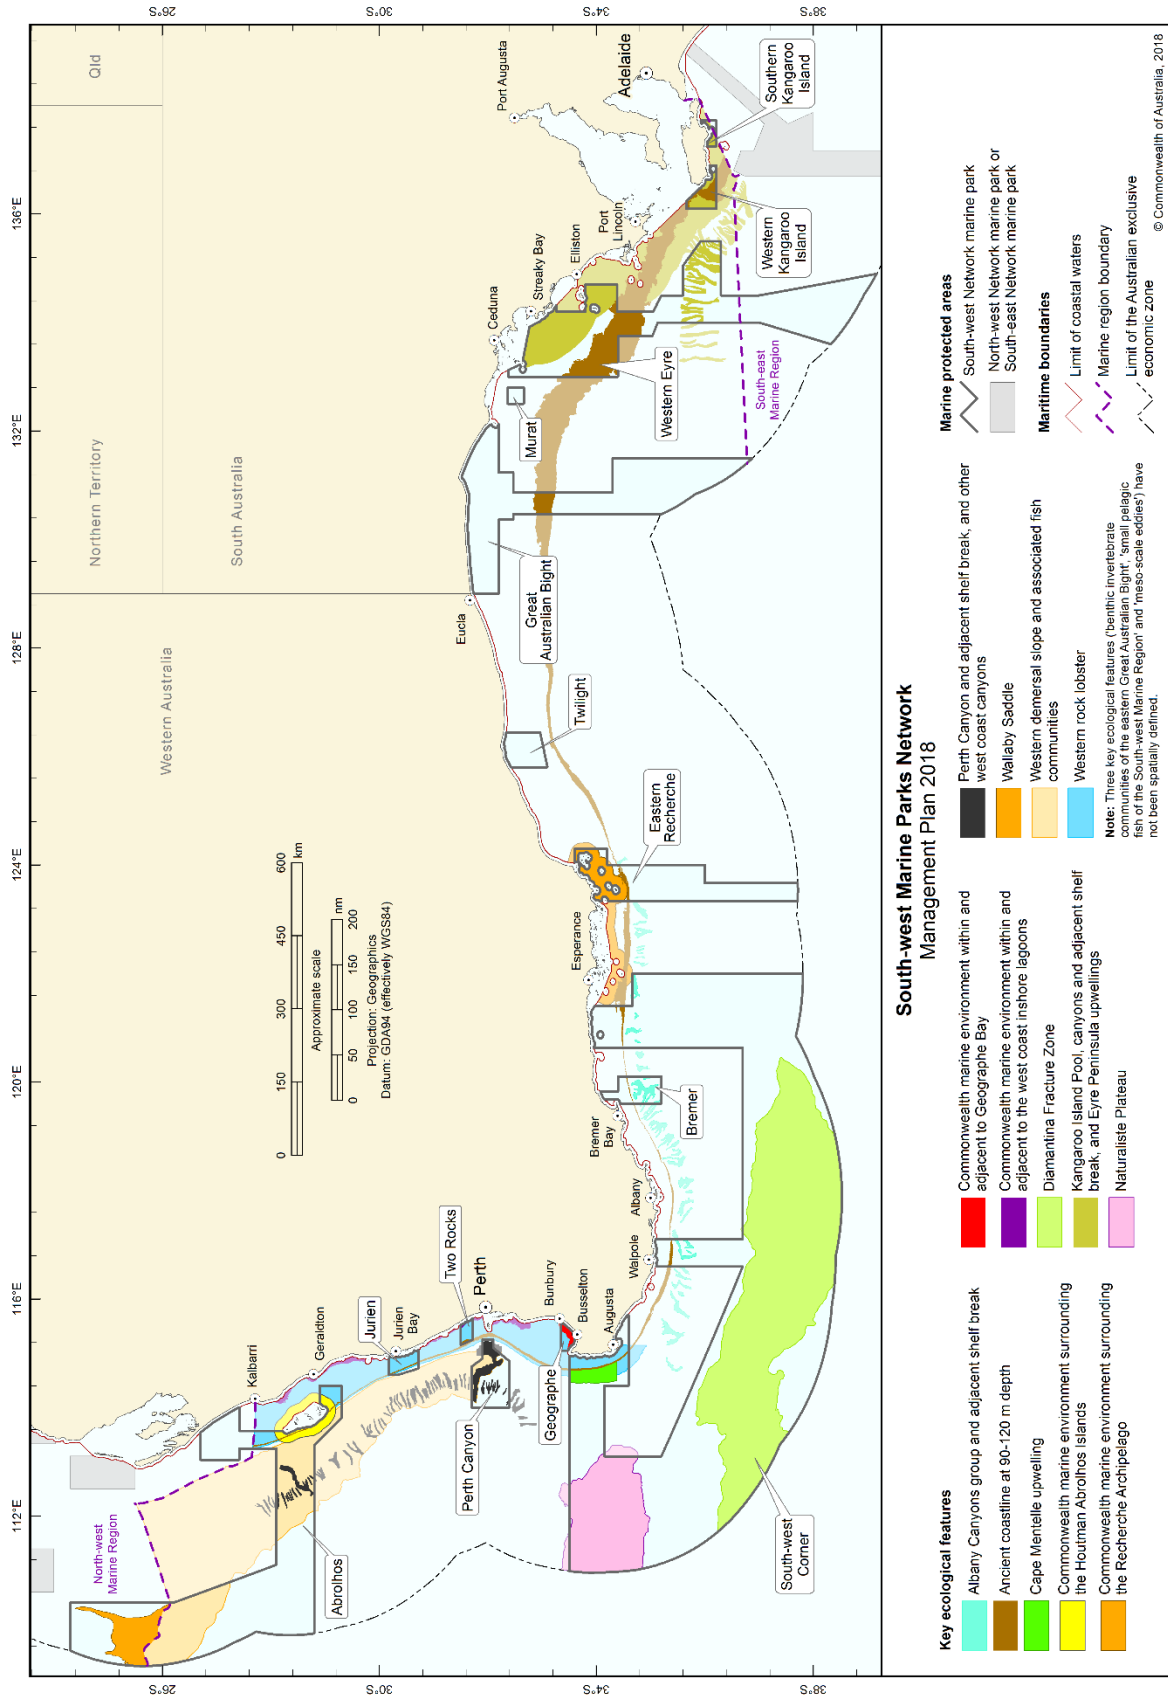 112°E
116°E
120°E
124°E
128°E
132°E
136°E
26°S
30°S
34°S
38°S
26°S
30°S
34°S
38°S
Western Australia
Northern Territory
South Australia
Qld
North-west
Marine Region
South-east
Marine Region
Kalbarri
Geraldton
Jurien
Bay
Perth
Bunbury
Busselton
Augusta
Walpole
Albany
Bremer
Bay
Esperance
Eucla
Ceduna
Streaky Bay
Elliston
Port
Lincoln
Port Augusta
Adelaide
Abrolhos
Jurien
Two Rocks
Perth Canyon
Geographe
South-west
Corner
Bremer
Eastern
Recherche
Twilight
Great
Australian Bight
Murat
Western Eyre
Western
Kangaroo
Island
Southern
Kangaroo
Island
0 150 300 450 600
km
Approximate scale
0 50 100 150 200
nm
Projection: Geographics
Datum: GDA94 (effectively WGS84)
South-west Marine Parks Network
Management Plan 2018
Key ecological features
Albany Canyons group and adjacent shelf break
Ancient coastline at 90-120 m depth
Cape Mentelle upwelling
Commonwealth marine environment surrounding
the Houtman Abrolhos Islands
Commonwealth marine environment surrounding
the Recherche Archipelago
Commonwealth marine environment within and
adjacent to Geographe Bay
Commonwealth marine environment within and
adjacent to the west coast inshore lagoons
Diamantina Fracture Zone
Kangaroo Island Pool, canyons and adjacent shelf
break, and Eyre Peninsula upwellings
Naturaliste Plateau
Perth Canyon and adjacent shelf break, and other
west coast canyons
Wallaby Saddle
Western demersal slope and associated fish
communities
Western rock lobster
Note: Three key ecological features ('benthic invertebrate
communities of the eastern Great Australian Bight', 'small pelagic
fish of the South-west Marine Region' and 'meso-scale eddies') have
not been spatially defined.
Marine protected areas
South-west Network marine park
North-west Network marine park or
South-east Network marine park
Maritime boundaries
Limit of coastal waters
Marine region boundary
Limit of the Australian exclusive
economic zone
© Commonwealth of Australia, 2018